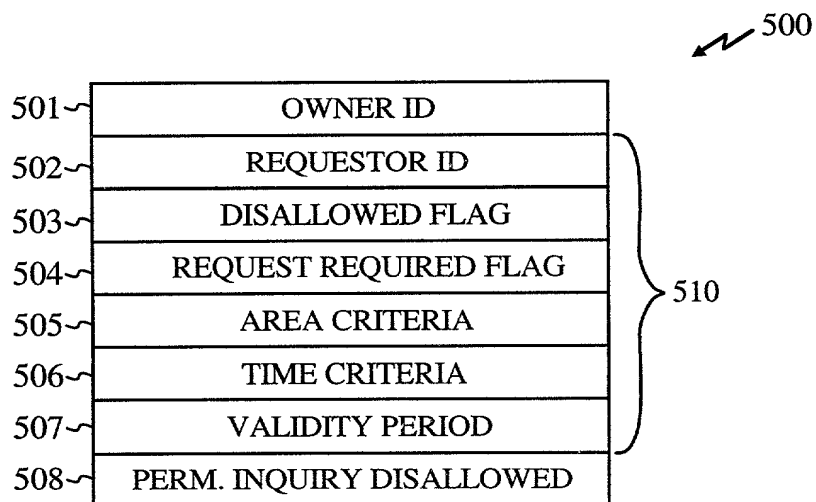 500
501 OWNER ID
502 REQUESTOR ID
503 DISALLOWED FLAG
504 REQUEST REQUIRED FLAG
505 AREA CRITERIA
510
506 TIME CRITERIA
507 VALIDITY PERIOD
508 PERM. INQUIRY DISALLOWED